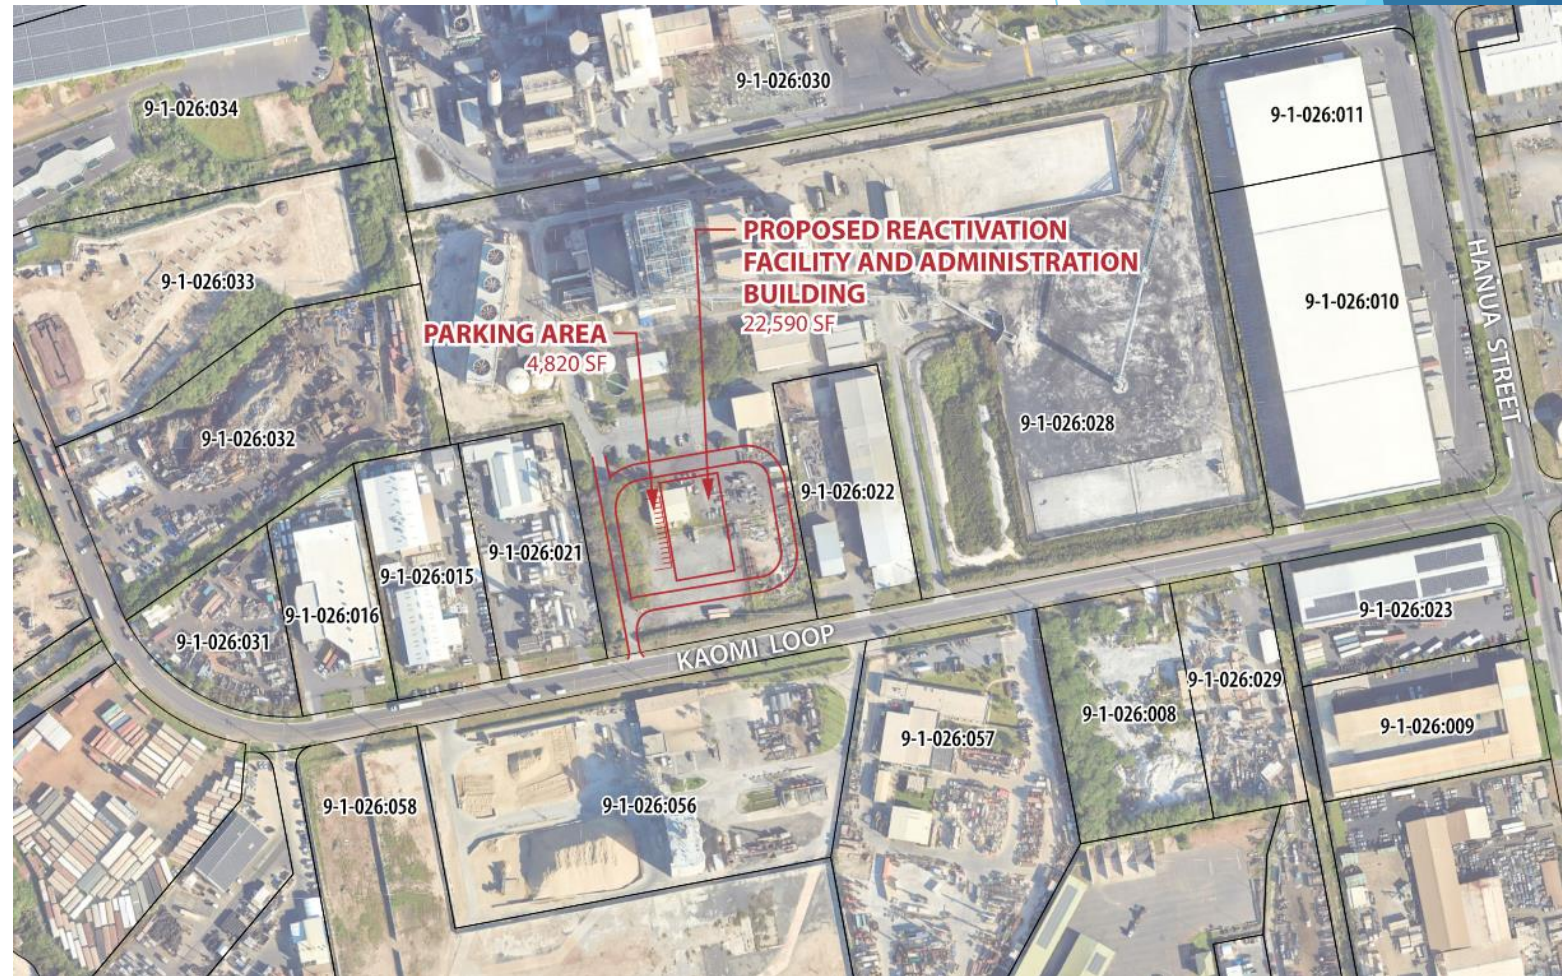 9-1-026:030
9-1-026:034
9-1-026:011
PROPOSED REACTIVATION
FACILITY AND ADMINISTRATION
BUILDING
22,590 SF
9-1-026:033
9-1-026:010
HANUA STREET
PARKING AREA
4,820 SF
9-1-026:032
9-1-026:028
9-1-026:022
9-1-026:021
9-1-026:015
9-1-026:016
9-1-026:031
9-1-026:023
KAOMI LOOP
9-1-026:029
9-1-026:008
9-1-026:009
9-1-026:057
9-1-026:058
9-1-026:056